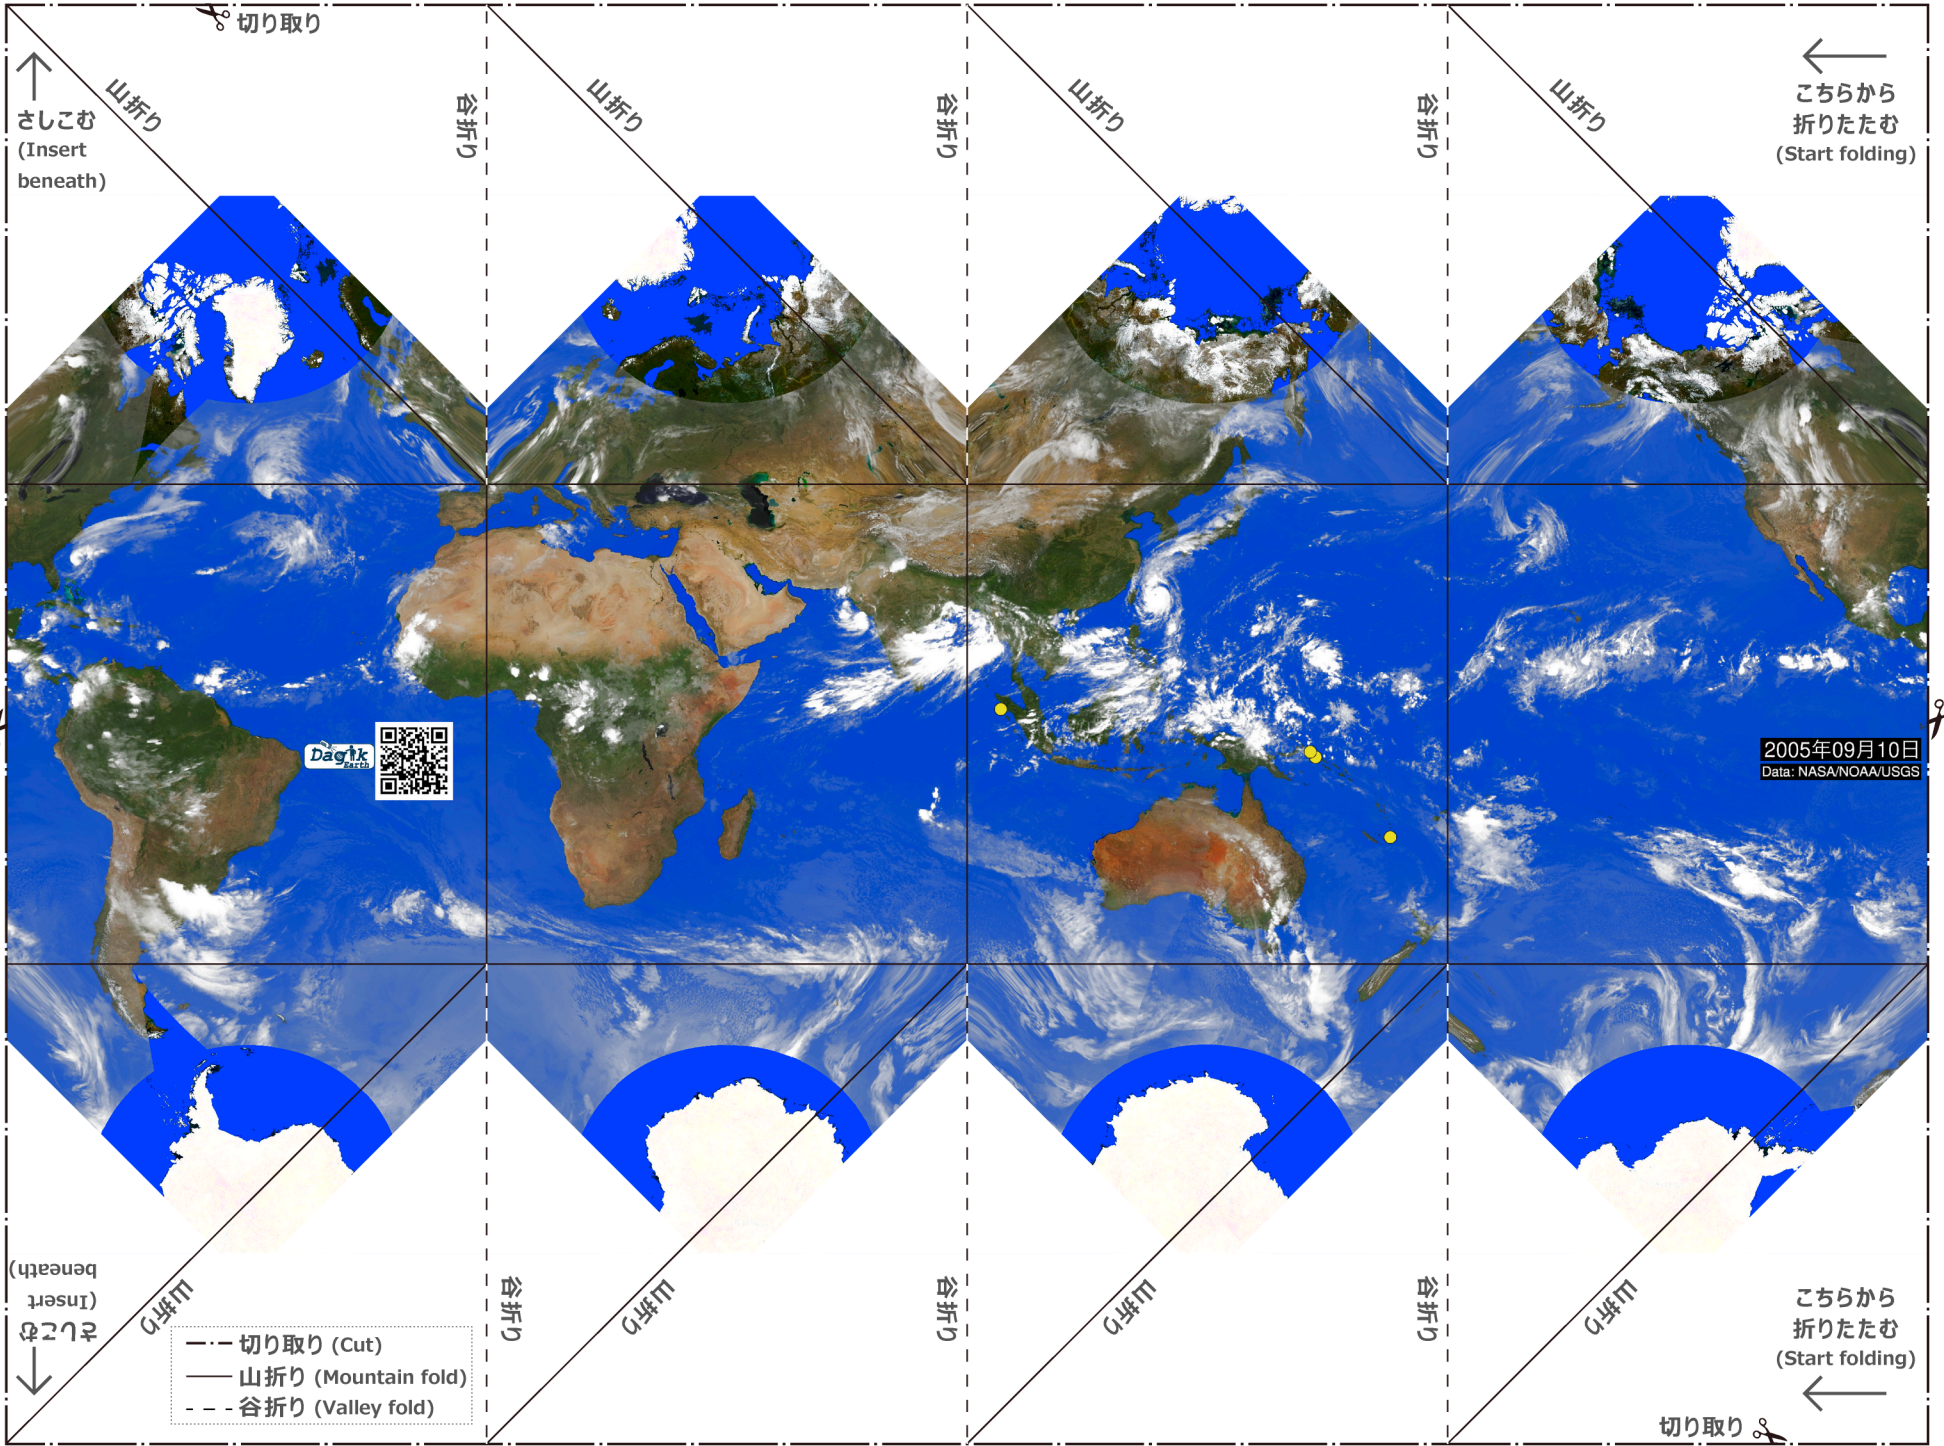 切り取り
さしこむ
(Insert
beneath)
山折り
谷折り
山折り
谷折り
山折り
谷折り
山折り
こちらから
折りたたむ
(Start folding)
Dagik
Earth
2005年09月10日
Data: NASA/NOAA/USGS
さしこむ
(Insert
beneath)
山折り
谷折り
山折り
谷折り
山折り
谷折り
山折り
こちらから
折りたたむ
(Start folding)
切り取り (Cut)
山折り (Mountain fold)
谷折り (Valley fold)
切り取り